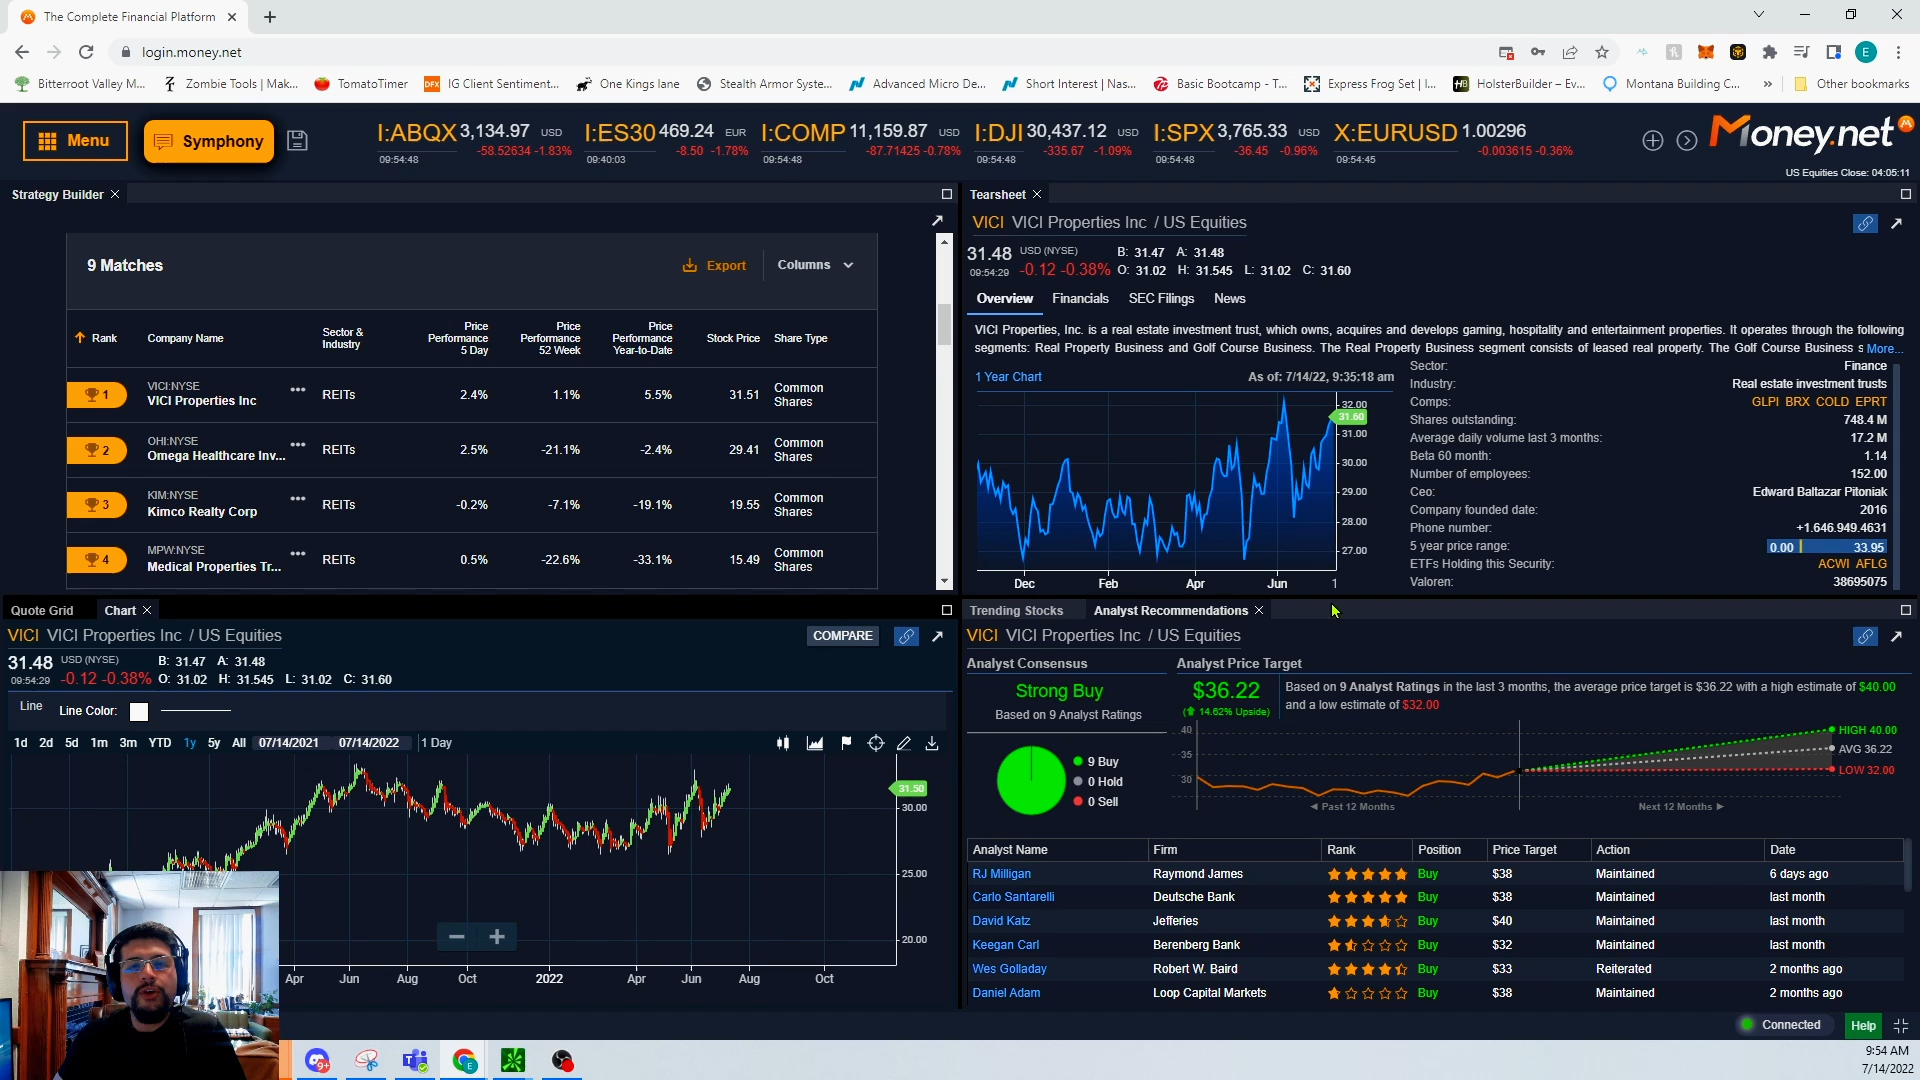 The Complete Financial Platform
login.money.net
E
Bitterroot Valley M...
Zombie Tools | Mak...
TomatoTimer
DFX
IG Client Sentiment...
One Kings lane
Stealth Armor Syste...
Advanced Micro De...
Short Interest | Nas...
Basic Bootcamp - T...
Express Frog Set | I...
HB
HolsterBuilder – Ev...
Montana Building C...
»
Other bookmarks
Menu
Symphony
I:ABQX 3,134.97 USD
09:54:48 -58.52634 -1.83%
I:ES30 469.24 EUR
09:40:03 -8.50 -1.78%
I:COMP 11,159.87 USD
09:54:48 -87.71425 -0.78%
I:DJI 30,437.12 USD
09:54:48 -335.67 -1.09%
I:SPX 3,765.33 USD
09:54:48 -36.45 -0.96%
X:EURUSD 1.00296
09:54:45 -0.003615 -0.36%
Money.net
US Equities Close: 04:05:11
Strategy Builder
9 Matches
Export
Columns
Rank Company Name Sector & Industry Price Performance 5 Day Price Performance 52 Week Price Performance Year-to-Date Stock Price Share Type
1 VICI:NYSE VICI Properties Inc ••• REITs 2.4% 1.1% 5.5% 31.51 Common Shares
2 OHI:NYSE Omega Healthcare Inv... ••• REITs 2.5% -21.1% -2.4% 29.41 Common Shares
3 KIM:NYSE Kimco Realty Corp ••• REITs -0.2% -7.1% -19.1% 19.55 Common Shares
4 MPW:NYSE Medical Properties Tr... ••• REITs 0.5% -22.6% -33.1% 15.49 Common Shares
Tearsheet
VICI VICI Properties Inc / US Equities
31.48 USD (NYSE) B: 31.47 A: 31.48
09:54:29 -0.12 -0.38% O: 31.02 H: 31.545 L: 31.02 C: 31.60
Overview Financials SEC Filings News
VICI Properties, Inc. is a real estate investment trust, which owns, acquires and develops gaming, hospitality and entertainment properties. It operates through the following
segments: Real Property Business and Golf Course Business. The Real Property Business segment consists of leased real property. The Golf Course Business s More...
1 Year Chart
As of: 7/14/22, 9:35:18 am
32.00
31.60
31.00
30.00
29.00
28.00
27.00
Dec Feb Apr Jun 1
Sector: Finance
Industry: Real estate investment trusts
Comps: GLPI BRX COLD EPRT
Shares outstanding: 748.4 M
Average daily volume last 3 months: 17.2 M
Beta 60 month: 1.14
Number of employees: 152.00
Ceo: Edward Baltazar Pitoniak
Company founded date: 2016
Phone number: +1.646.949.4631
5 year price range: 0.00 33.95
ETFs Holding this Security: ACWI AFLG
Valoren: 38695075
Quote Grid
Chart
VICI VICI Properties Inc / US Equities
COMPARE
31.48 USD (NYSE) B: 31.47 A: 31.48
09:54:29 -0.12 -0.38% O: 31.02 H: 31.545 L: 31.02 C: 31.60
Line
Line Color:
1d 2d 5d 1m 3m YTD 1y 5y All 07/14/2021 07/14/2022 1 Day
31.50
30.00
25.00
20.00
Apr Jun Aug Oct 2022 Apr Jun Aug Oct
Trending Stocks
Analyst Recommendations
VICI VICI Properties Inc / US Equities
Analyst Consensus
Strong Buy
Based on 9 Analyst Ratings
9 Buy
0 Hold
0 Sell
Analyst Price Target
$36.22
(14.62% Upside)
Based on 9 Analyst Ratings in the last 3 months, the average price target is $36.22 with a high estimate of $40.00
and a low estimate of $32.00
40
35
30
HIGH 40.00
AVG 36.22
LOW 32.00
◄ Past 12 Months
Next 12 Months ►
Analyst Name Firm Rank Position Price Target Action Date
RJ Milligan Raymond James Buy $38 Maintained 6 days ago
Carlo Santarelli Deutsche Bank Buy $38 Maintained last month
David Katz Jefferies Buy $40 Maintained last month
Keegan Carl Berenberg Bank Buy $32 Maintained last month
Wes Golladay Robert W. Baird Buy $33 Reiterated 2 months ago
Daniel Adam Loop Capital Markets Buy $38 Maintained 2 months ago
Connected
Help
9+
9:54 AM
7/14/2022